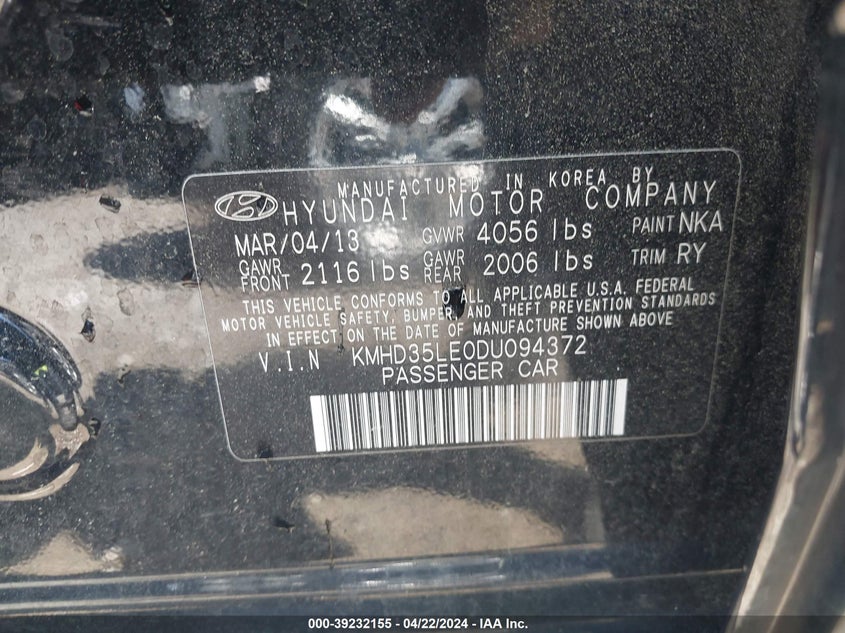 MANUFACTURED IN KOREA BY
HYUNDAI MOTOR COMPANY
MAR/04/13 GVWR 4056 lbs PAINT NKA
GAWR FRONT 2116 lbs GAWR REAR 2006 lbs TRIM RY
THIS VEHICLE CONFORMS TO ALL APPLICABLE U.S.A. FEDERAL
MOTOR VEHICLE SAFETY, BUMPER, AND THEFT PREVENTION STANDARDS
IN EFFECT ON THE DATE OF MANUFACTURE SHOWN ABOVE
V.I.N KMHD35LE0DU094372
PASSENGER CAR
000-39232155 - 04/22/2024 - IAA Inc.